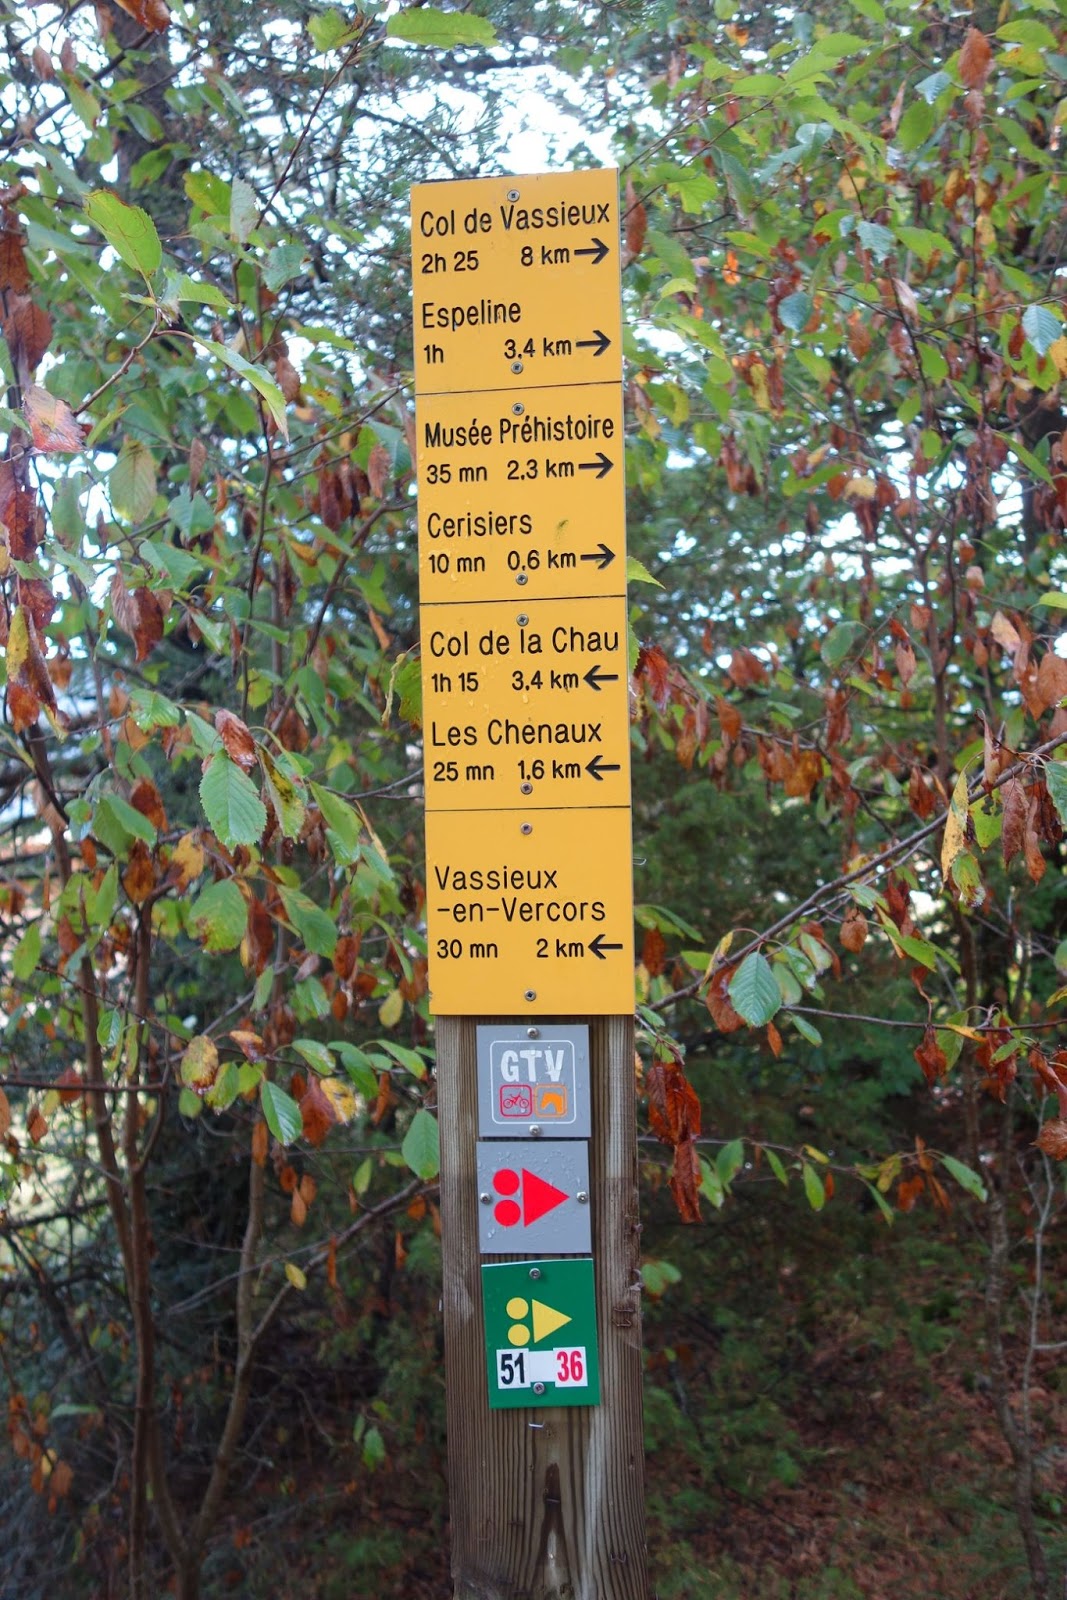 Col de Vassieux
2h 25 8 km →
Espeline
1h 3,4 km →
Musée Préhistoire
35 mn 2,3 km →
Cerisiers
10 mn 0,6 km →
Col de la Chau
1h 15 3,4 km ←
Les Chenaux
25 mn 1,6 km ←
Vassieux
-en-Vercors
30 mn 2 km ←
GTV
51 36